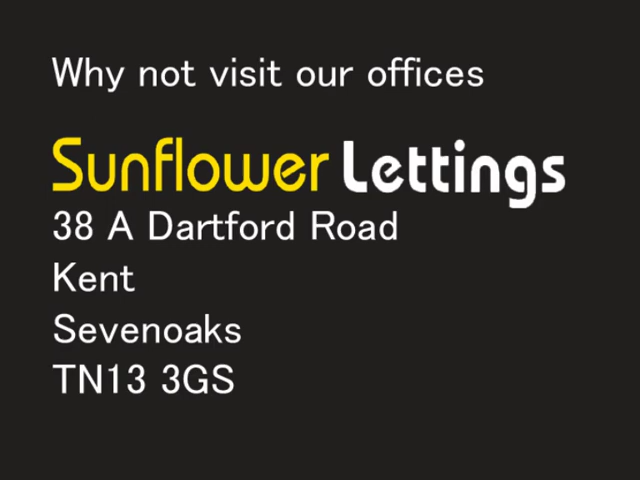 Why not visit our offices
Sunflower Lettings
38 A Dartford Road
Kent
Sevenoaks
TN13 3GS